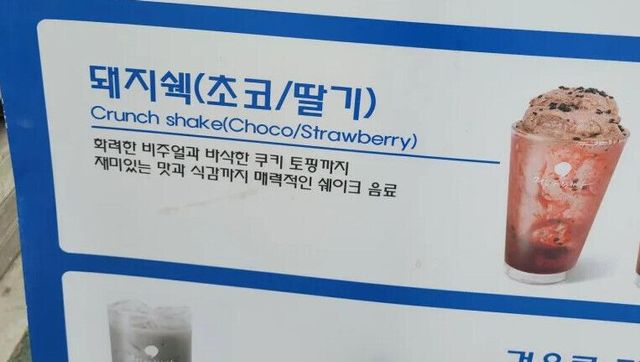 돼지쉑(초코/딸기)
Crunch shake(Choco/Strawberry)
화려한 비주얼과 바삭한 쿠키 토핑까지
재미있는 맛과 식감까지 매력적인 쉐이크 음료